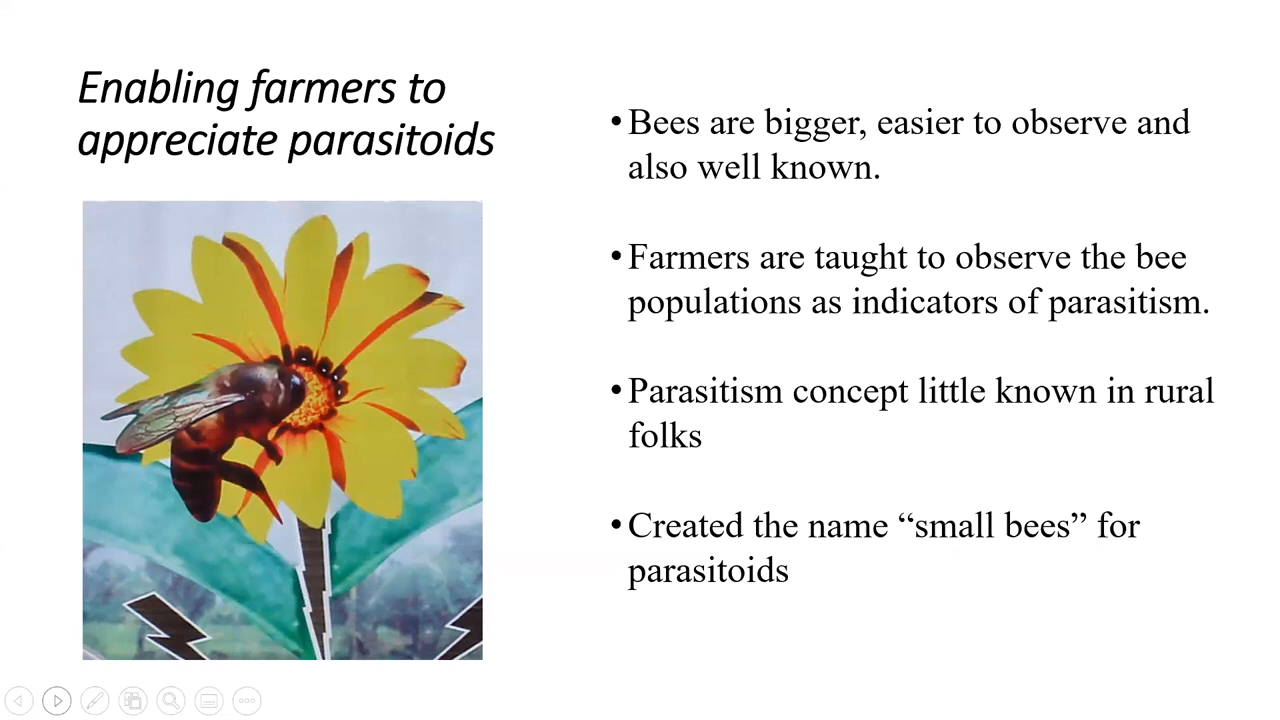 Enabling farmers to
appreciate parasitoids
• Bees are bigger, easier to observe and
also well known.
• Farmers are taught to observe the bee
populations as indicators of parasitism.
• Parasitism concept little known in rural
folks
• Created the name “small bees” for
parasitoids